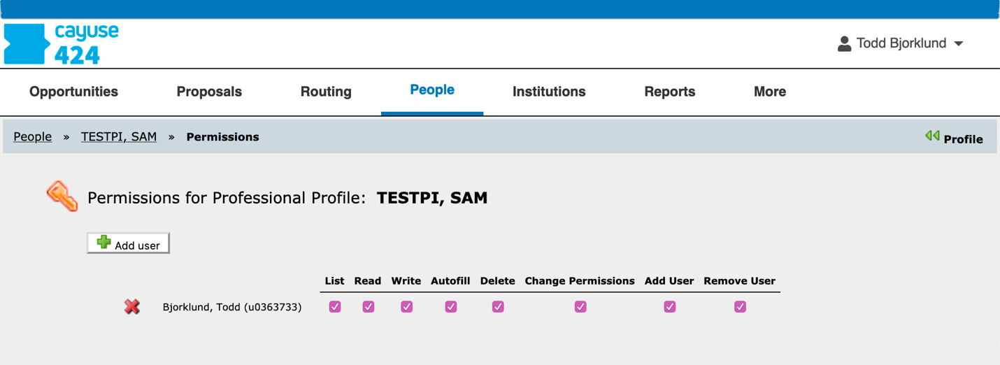 cayuse
424
Todd Bjorklund
Opportunities Proposals Routing People Institutions Reports More
People » TESTPI, SAM » Permissions Profile
Permissions for Professional Profile: TESTPI, SAM
Add user
List Read Write Autofill Delete Change Permissions Add User Remove User
Bjorklund, Todd (u0363733)